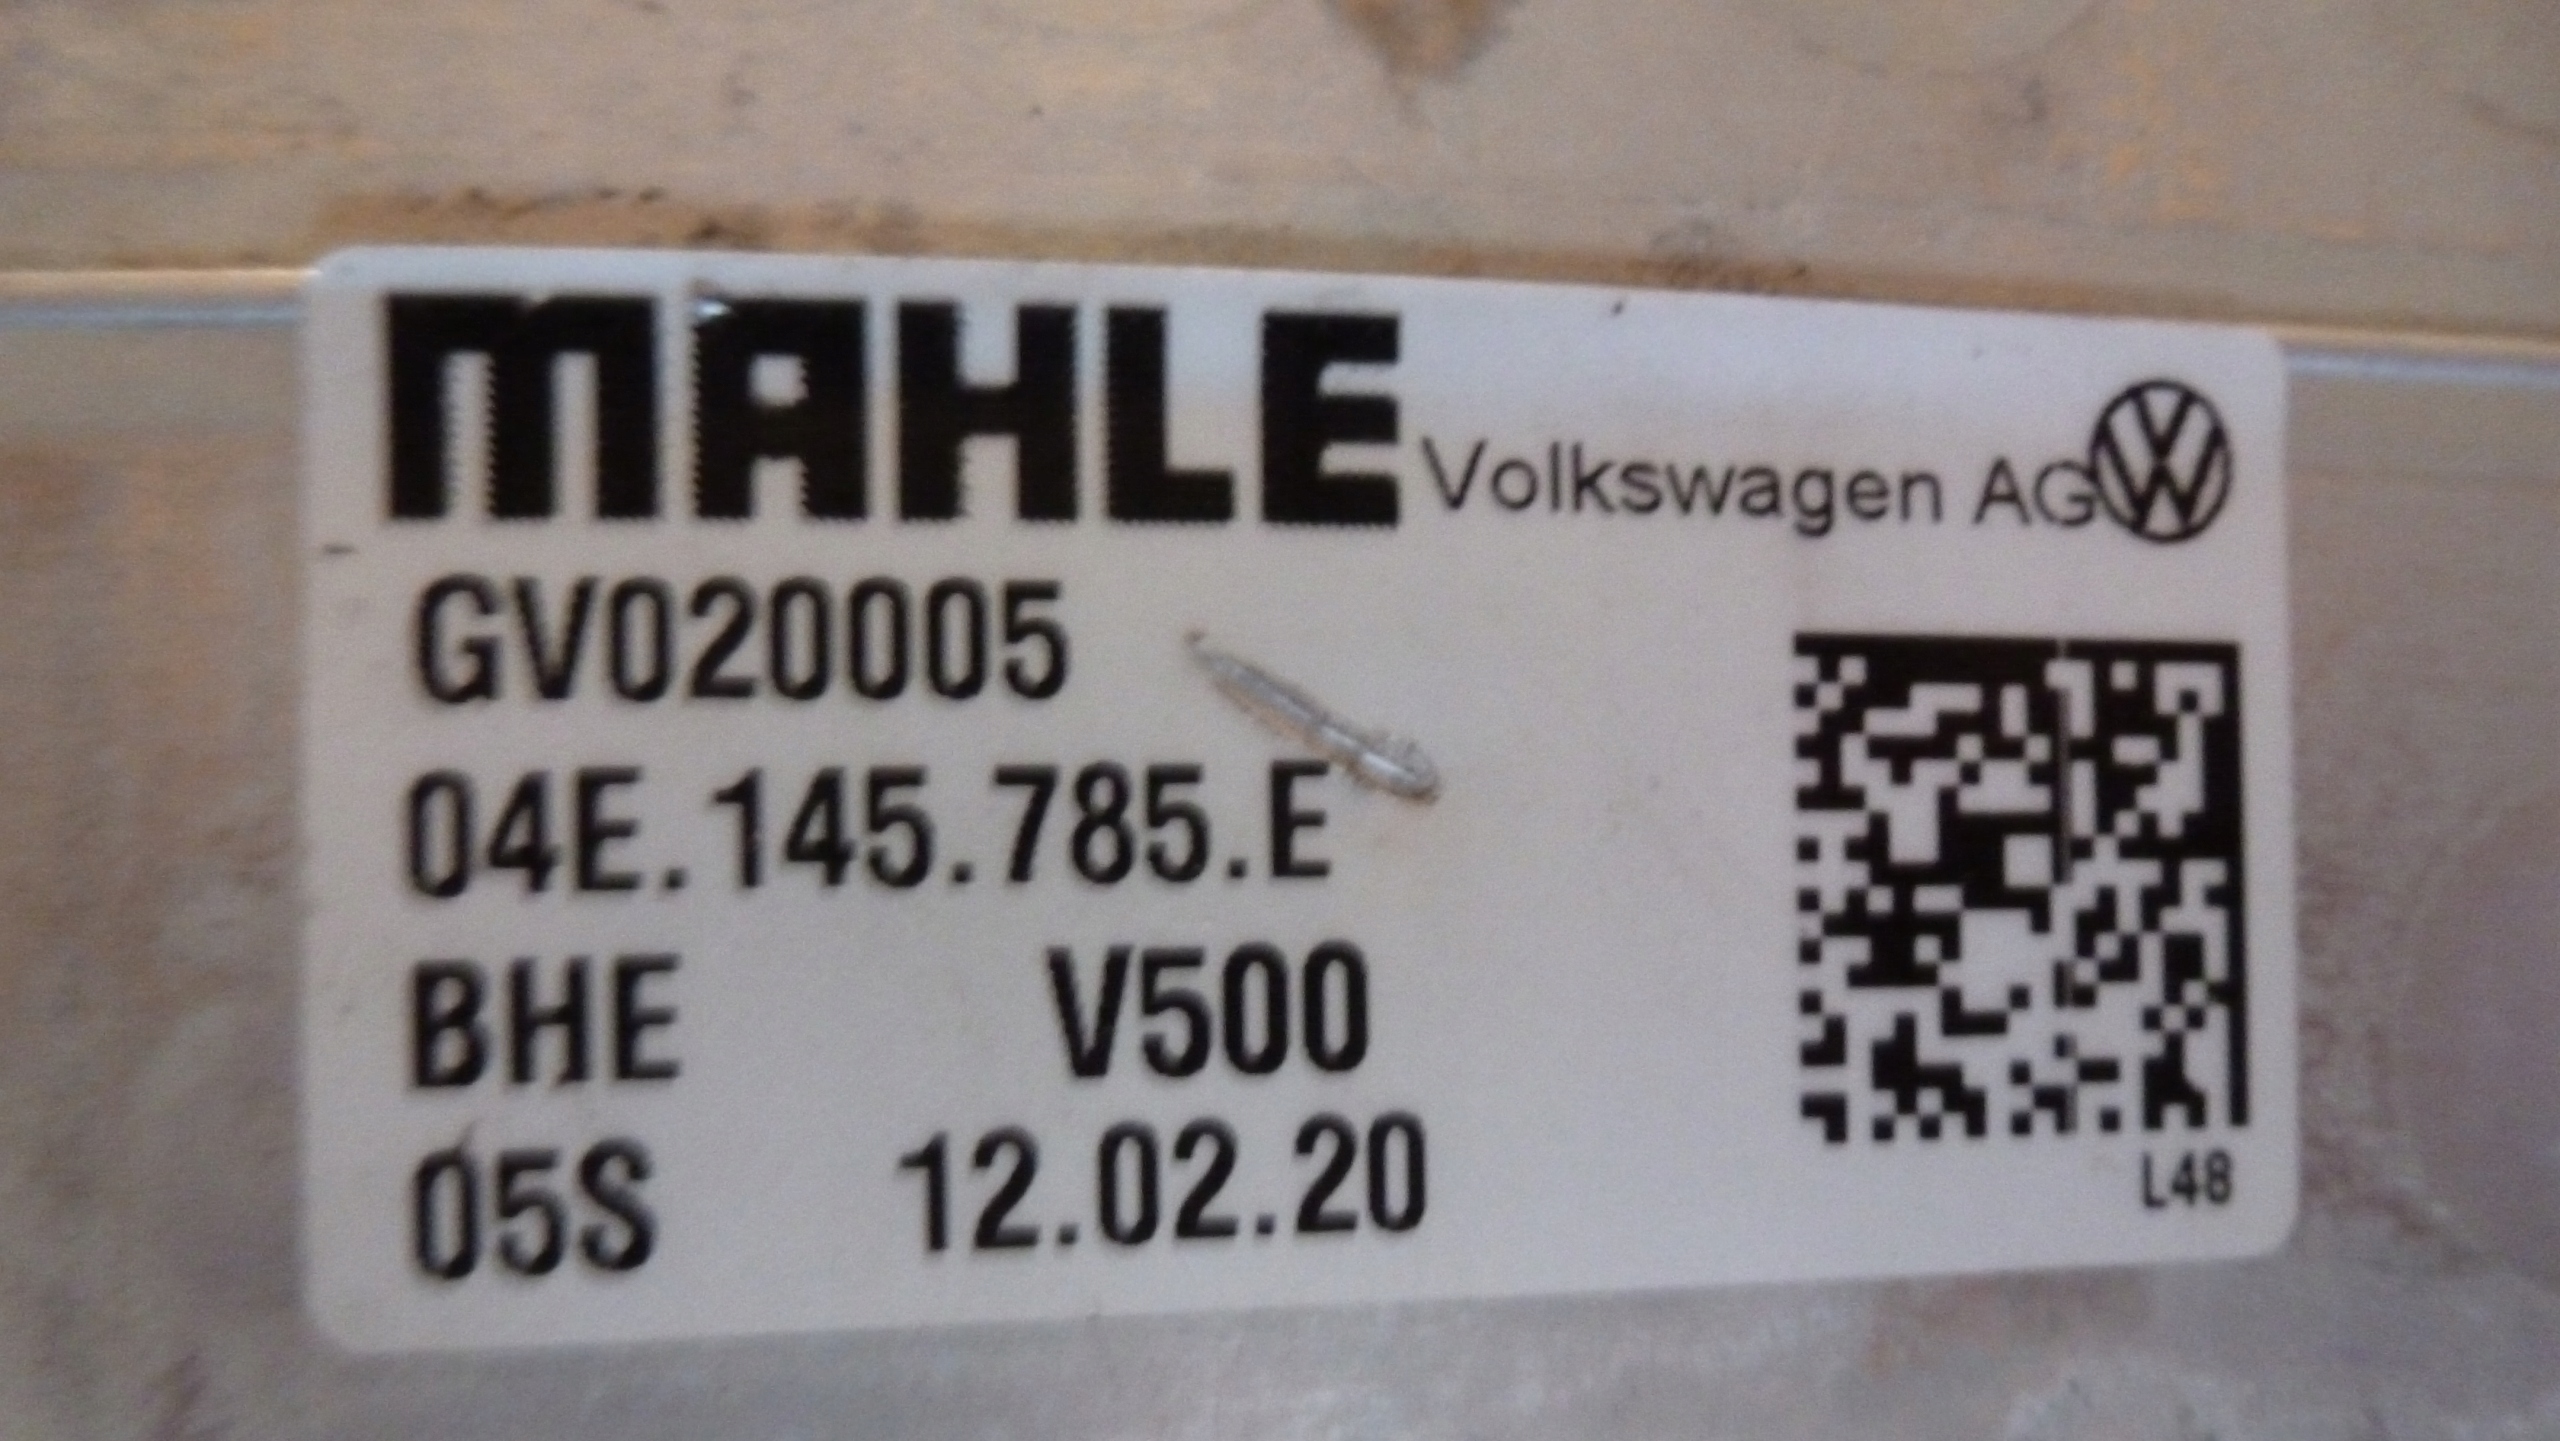 MAHLE Volkswagen AG
GV020005
04E.145.785.E
BHE V500
05S 12.02.20
L48